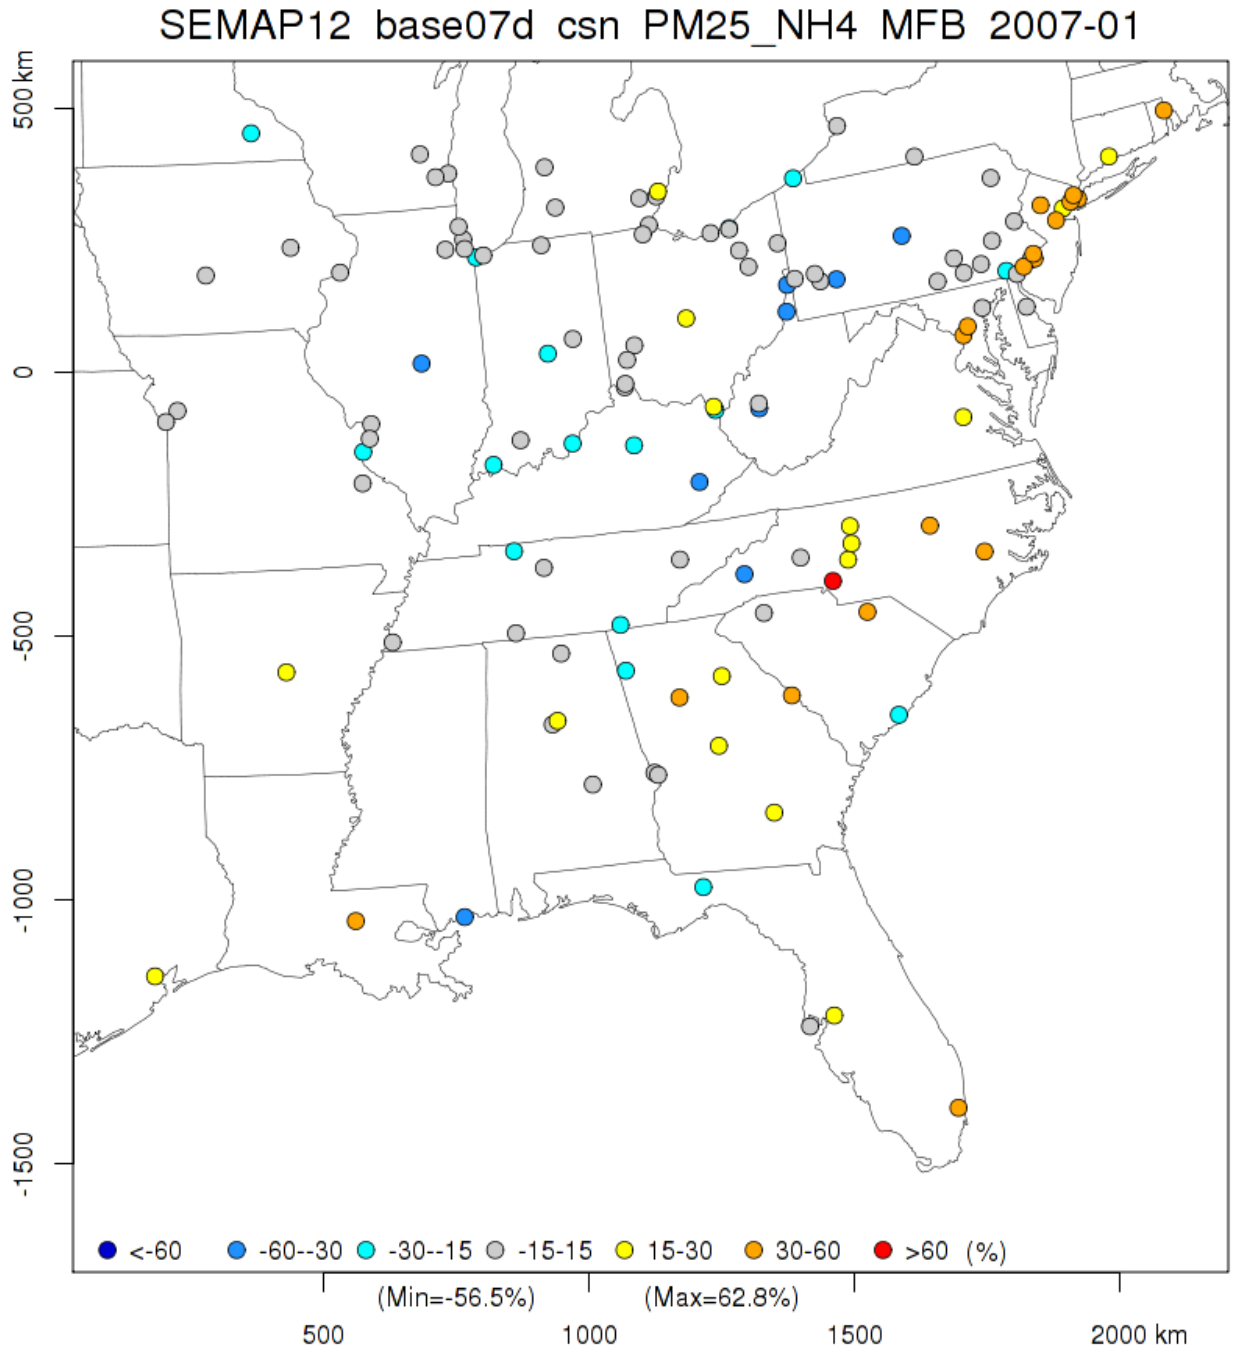 SEMAP12 base07d csn PM25_NH4 MFB 2007-01
500 km
0
-500
-1000
-1500
<-60 -60--30 -30--15 -15-15 15-30 30-60 >60 (%)
(Min=-56.5%) (Max=62.8%)
500 1000 1500 2000 km